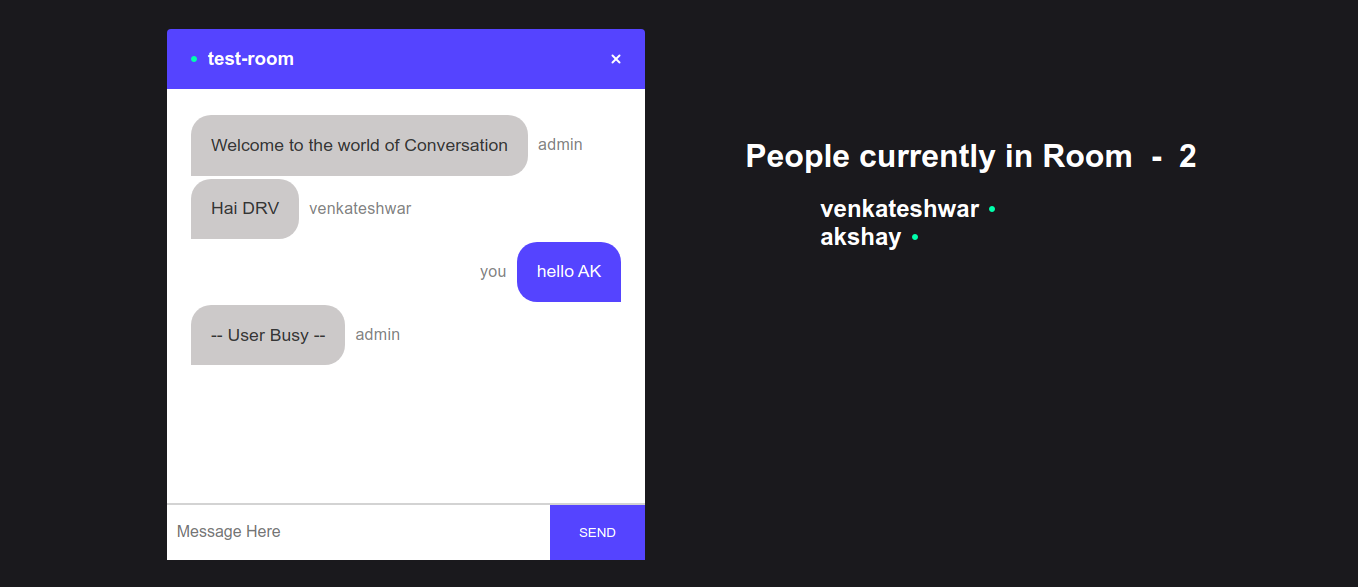 test-room ×
Welcome to the world of Conversation admin
Hai DRV venkateshwar
you hello AK
-- User Busy -- admin
Message Here SEND
People currently in Room - 2
venkateshwar
akshay